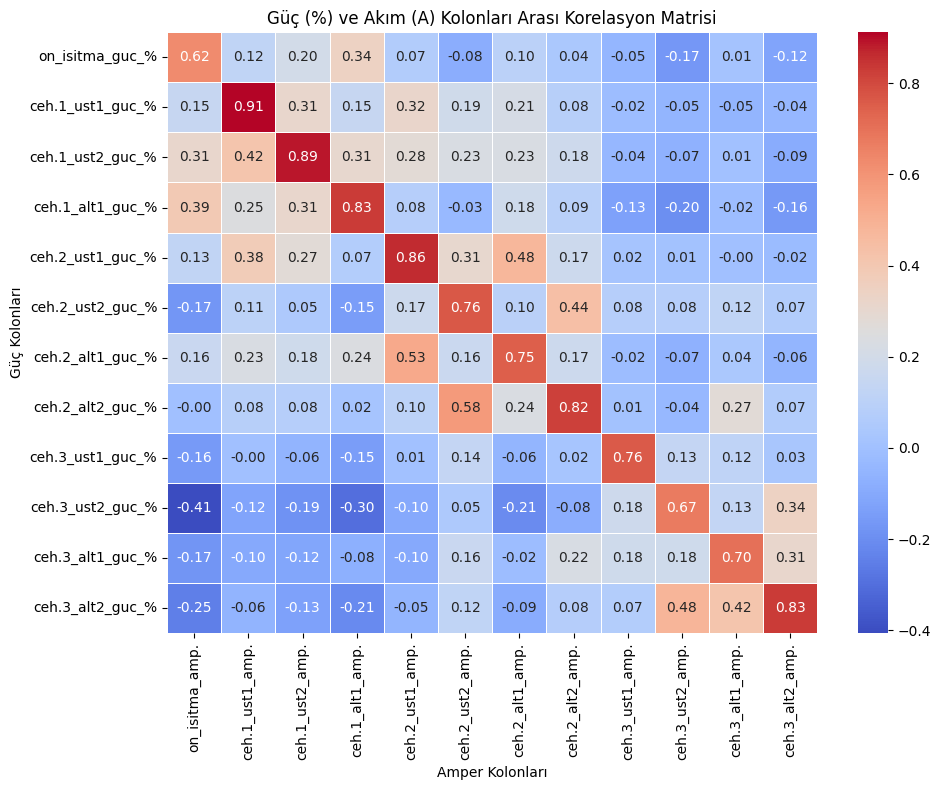 Güç (%) ve Akım (A) Kolonları Arası Korelasyon Matrisi
Güç Kolonları
on_isitma_guc_% 0.62 0.12 0.20 0.34 0.07 -0.08 0.10 0.04 -0.05 -0.17 0.01 -0.12
ceh.1_ust1_guc_% 0.15 0.91 0.31 0.15 0.32 0.19 0.21 0.08 -0.02 -0.05 -0.05 -0.04
ceh.1_ust2_guc_% 0.31 0.42 0.89 0.31 0.28 0.23 0.23 0.18 -0.04 -0.07 0.01 -0.09
ceh.1_alt1_guc_% 0.39 0.25 0.31 0.83 0.08 -0.03 0.18 0.09 -0.13 -0.20 -0.02 -0.16
ceh.2_ust1_guc_% 0.13 0.38 0.27 0.07 0.86 0.31 0.48 0.17 0.02 0.01 -0.00 -0.02
ceh.2_ust2_guc_% -0.17 0.11 0.05 -0.15 0.17 0.76 0.10 0.44 0.08 0.08 0.12 0.07
ceh.2_alt1_guc_% 0.16 0.23 0.18 0.24 0.53 0.16 0.75 0.17 -0.02 -0.07 0.04 -0.06
ceh.2_alt2_guc_% -0.00 0.08 0.08 0.02 0.10 0.58 0.24 0.82 0.01 -0.04 0.27 0.07
ceh.3_ust1_guc_% -0.16 -0.00 -0.06 -0.15 0.01 0.14 -0.06 0.02 0.76 0.13 0.12 0.03
ceh.3_ust2_guc_% -0.41 -0.12 -0.19 -0.30 -0.10 0.05 -0.21 -0.08 0.18 0.67 0.13 0.34
ceh.3_alt1_guc_% -0.17 -0.10 -0.12 -0.08 -0.10 0.16 -0.02 0.22 0.18 0.18 0.70 0.31
ceh.3_alt2_guc_% -0.25 -0.06 -0.13 -0.21 -0.05 0.12 -0.09 0.08 0.07 0.48 0.42 0.83
on_isitma_amp.
ceh.1_ust1_amp.
ceh.1_ust2_amp.
ceh.1_alt1_amp.
ceh.2_ust1_amp.
ceh.2_ust2_amp.
ceh.2_alt1_amp.
ceh.2_alt2_amp.
ceh.3_ust1_amp.
ceh.3_ust2_amp.
ceh.3_alt1_amp.
ceh.3_alt2_amp.
Amper Kolonları
0.8
0.6
0.4
0.2
0.0
−0.2
−0.4